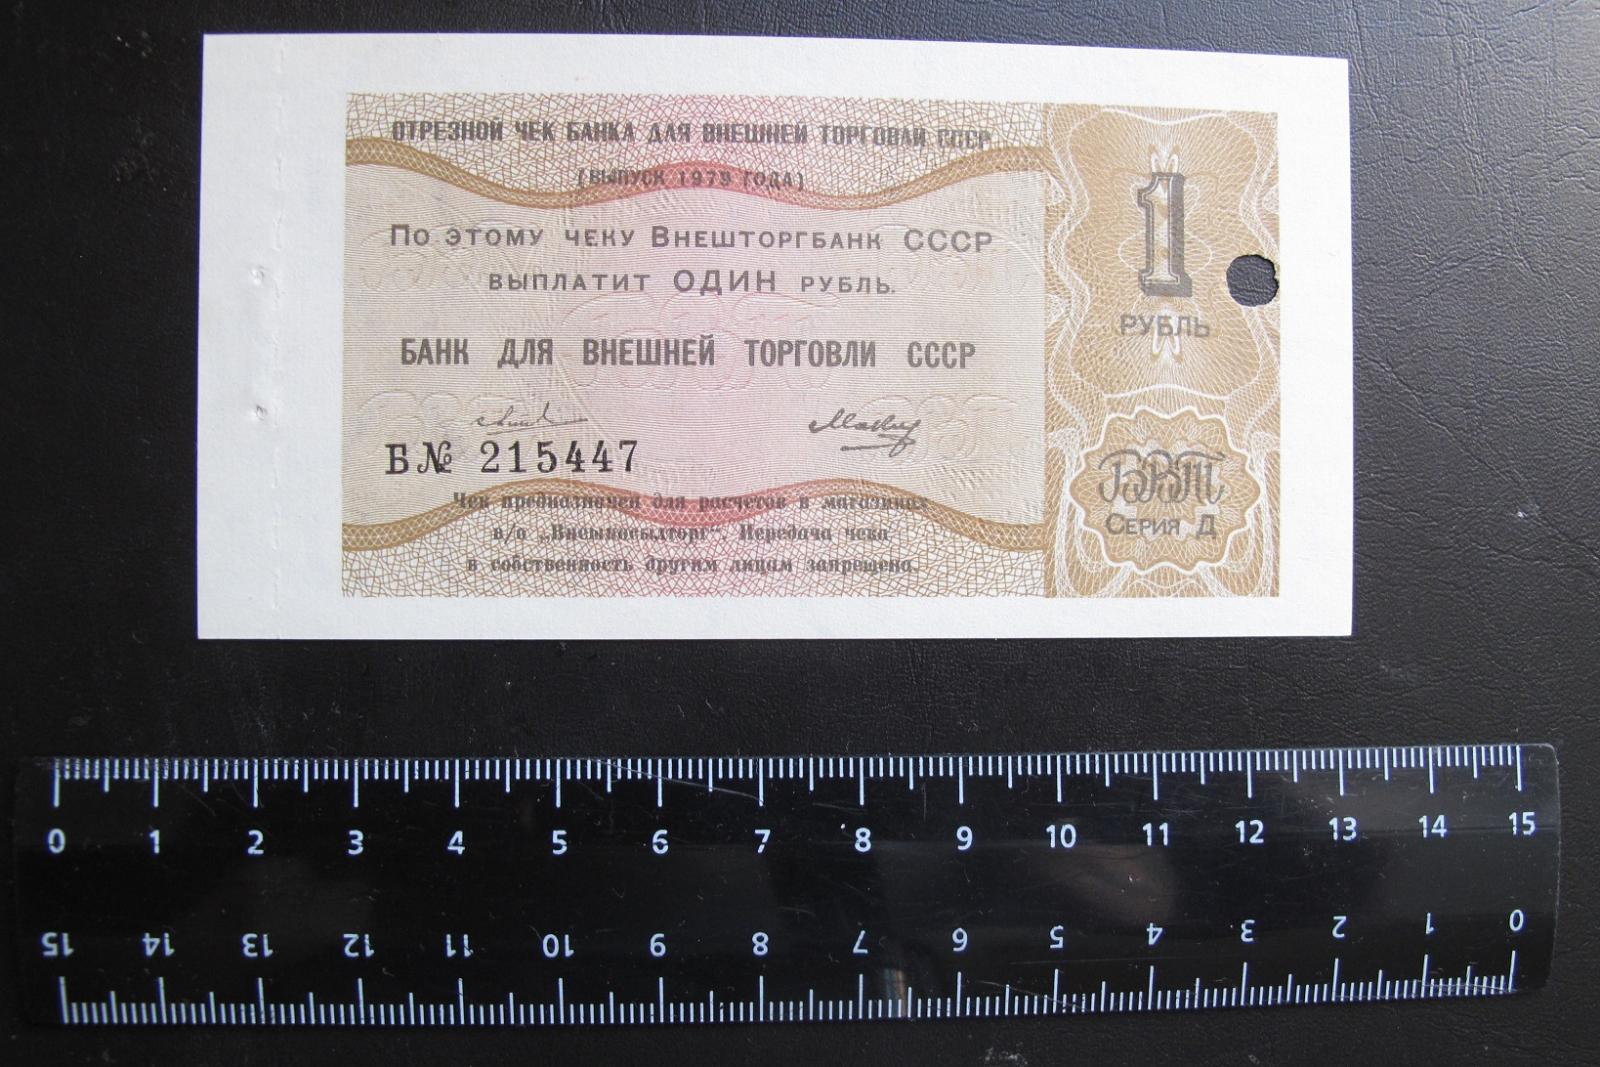 ОТРЕЗНОЙ ЧЕК БАНКА ДЛЯ ВНЕШНЕЙ ТОРГОВЛИ СССР
(ВЫПУСК 1979 ГОДА)
По этому чеку Внешторгбанк СССР
выплатит ОДИН рубль.
БАНК ДЛЯ ВНЕШНЕЙ ТОРГОВЛИ СССР
Б№ 215447
Чек предназначен для расчетов в магазинах
в/о „Внешпосылторг“. Передача чека
в собственность другим лицам запрещена.
1
РУБЛЬ
БВТ
Серия Д
0 1 2 3 4 5 6 7 8 9 10 11 12 13 14 15
15 14 13 12 11 10 9 8 7 6 5 4 3 2 1 0